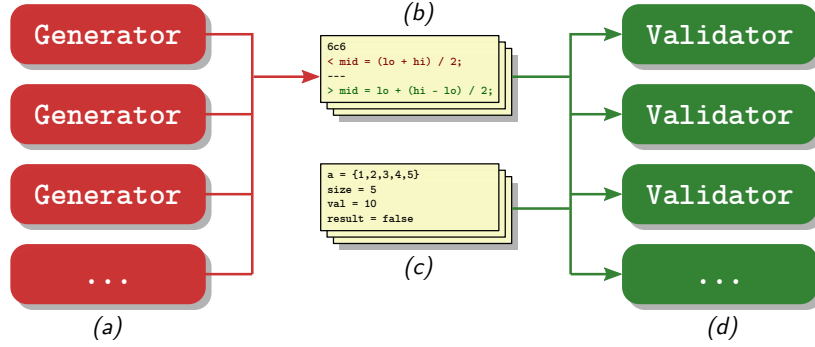 (b)
Generator
Generator
Generator
...
(a)
6c6
< mid = (lo + hi) / 2;
---
> mid = lo + (hi - lo) / 2;
a = {1,2,3,4,5}
size = 5
val = 10
result = false
(c)
Validator
Validator
Validator
...
(d)